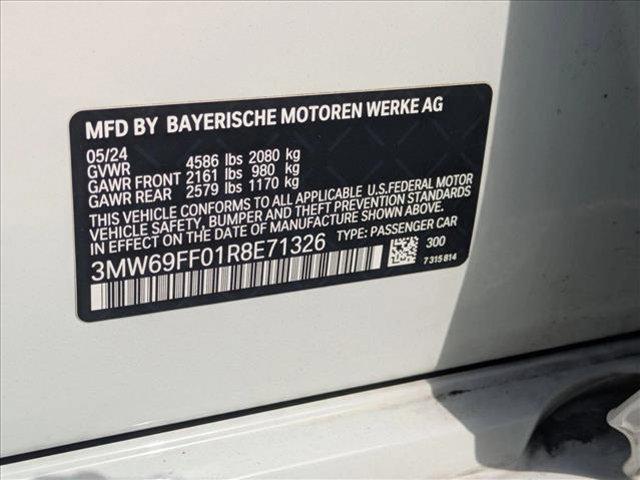 MFD BY BAYERISCHE MOTOREN WERKE AG
05/24
GVWR 4586 lbs 2080 kg
GAWR FRONT 2161 lbs 980 kg
GAWR REAR 2579 lbs 1170 kg
THIS VEHICLE CONFORMS TO ALL APPLICABLE U.S.FEDERAL MOTOR
VEHICLE SAFETY, BUMPER AND THEFT PREVENTION STANDARDS
IN EFFECT ON THE DATE OF MANUFACTURE SHOWN ABOVE.
3MW69FF01R8E71326 TYPE: PASSENGER CAR
300
7 315 814